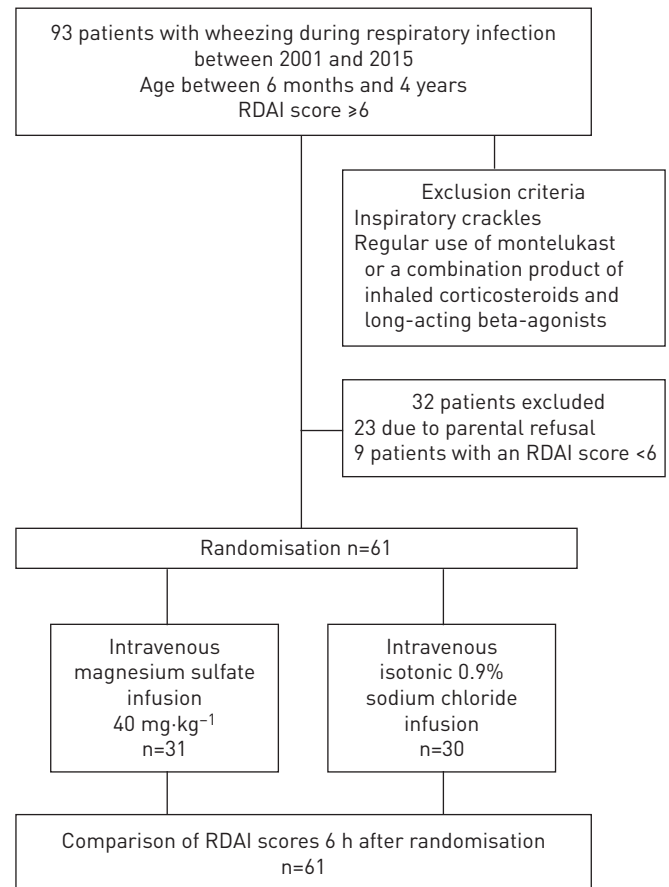 93 patients with wheezing during respiratory infection
between 2001 and 2015
Age between 6 months and 4 years
RDAI score ⩾6
Exclusion criteria
Inspiratory crackles
Regular use of montelukast
or a combination product of
inhaled corticosteroids and
long-acting beta-agonists
32 patients excluded
23 due to parental refusal
9 patients with an RDAI score <6
Randomisation n=61
Intravenous
magnesium sulfate
infusion
40 mg·kg⁻¹
n=31
Intravenous
isotonic 0.9%
sodium chloride
infusion
n=30
Comparison of RDAI scores 6 h after randomisation
n=61